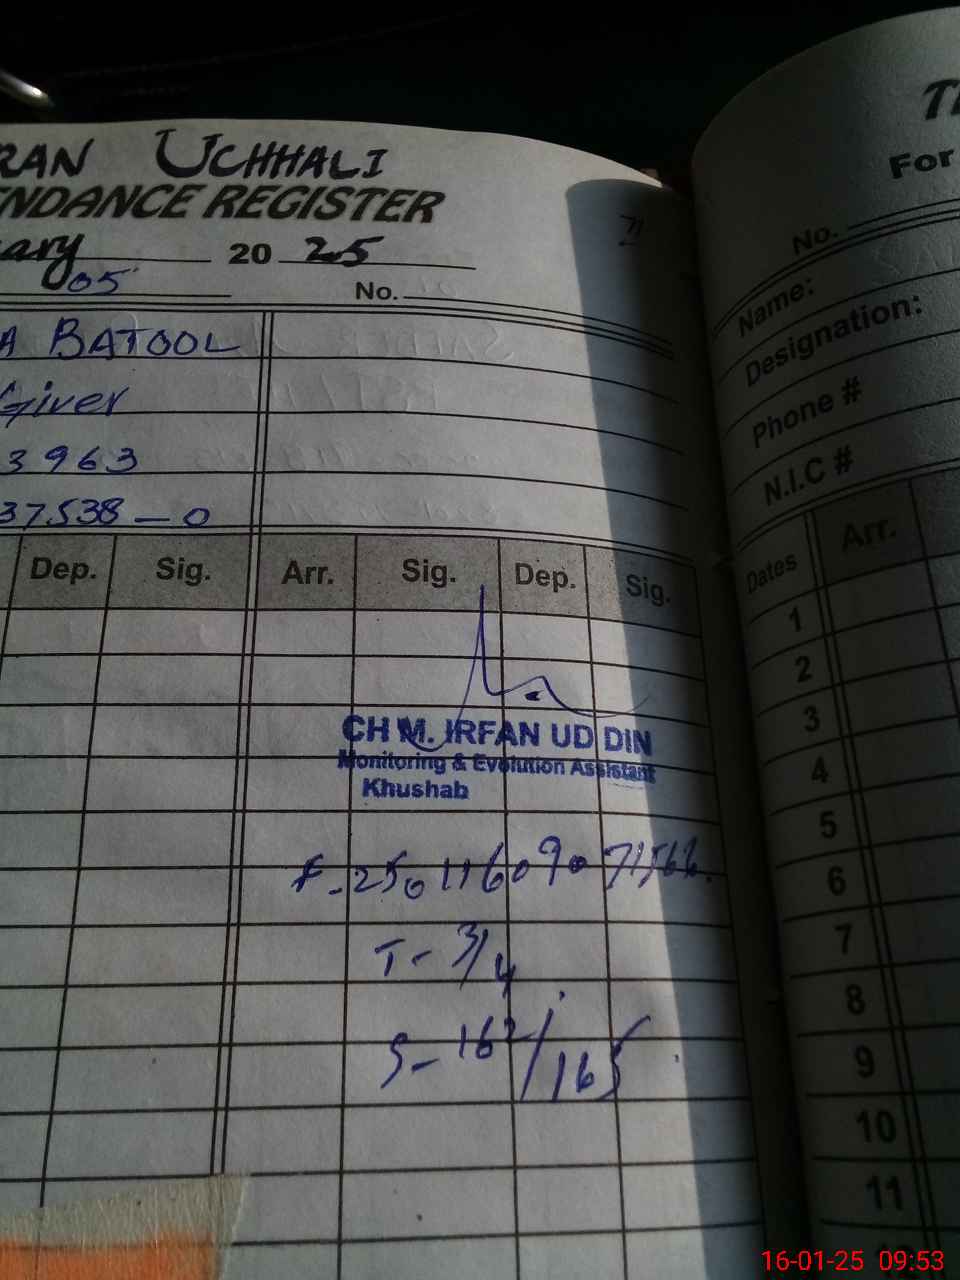 RAN UCHHALI
NDANCE REGISTER
ary 20 25
05 No.
A BATOOL
Giver
3963
37538-0
Dep. Sig. Arr. Sig. Dep. Sig.
CH M. IRFAN UD DIN
Monitoring & Evolution Assistant
Khushab
T- 3/4
S- 162/165
For
No.
Name:
Designation:
Phone #
N.I.C #
Dates Arr.
1
2
3
4
5
6
7
8
9
10
11
16-01-25 09:53